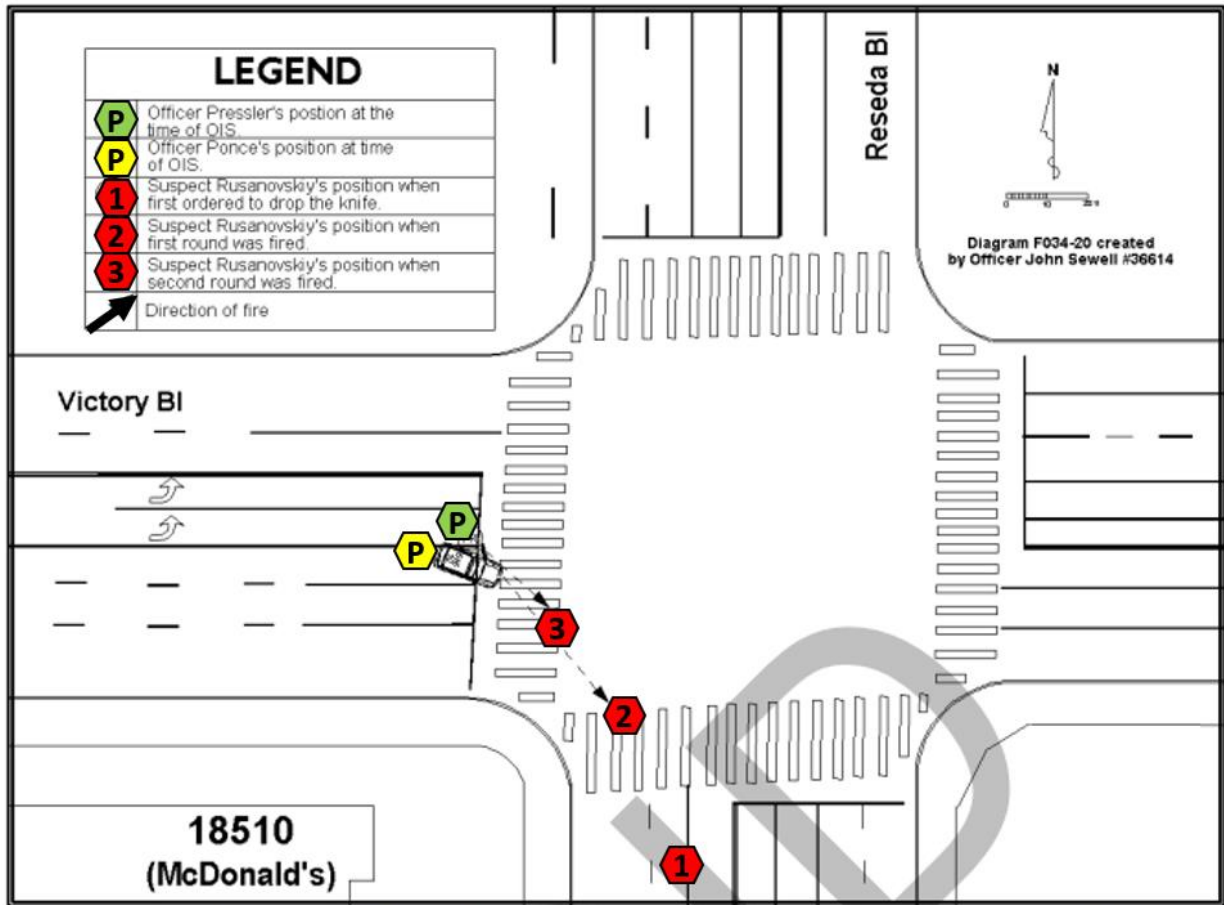 LEGEND
P Officer Pressler's postion at the
time of OIS.
P Officer Ponce's position at time
of OIS.
1 Suspect Rusanovskiy's position when
first ordered to drop the knife.
2 Suspect Rusanovskiy's position when
first round was fired.
3 Suspect Rusanovskiy's position when
second round was fired.
Direction of fire
Reseda Bl
N
0
Diagram F034-20 created
by Officer John Sewell #36614
Victory Bl
P
P
3
2
1
18510
(McDonald's)